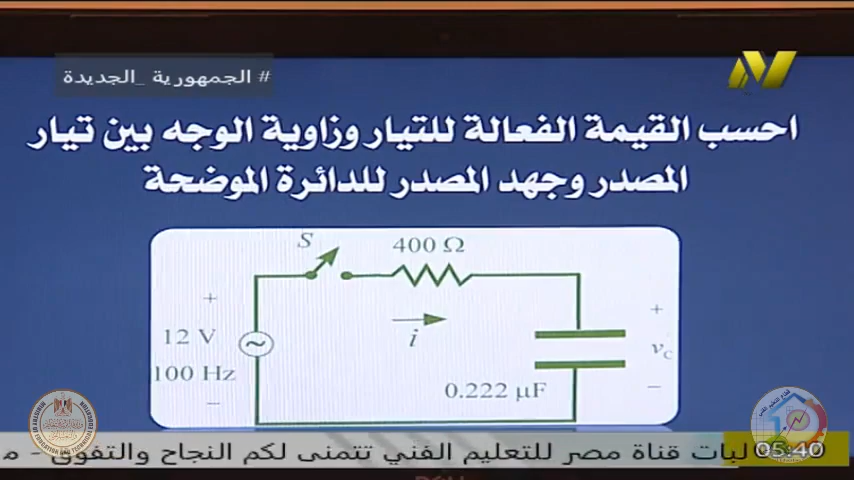 # الجمهورية _الجديدة
احسب القيمة الفعالة للتيار وزاوية الوجه بين تيار
المصدر وجهد المصدر للدائرة الموضحة
S
400 Ω
+
12 V
100 Hz
−
i
0.222 µF
+
vC
−
لبات قناة مصر للتعليم الفني تتمنى لكم النجاح والتفوق - م
05:40